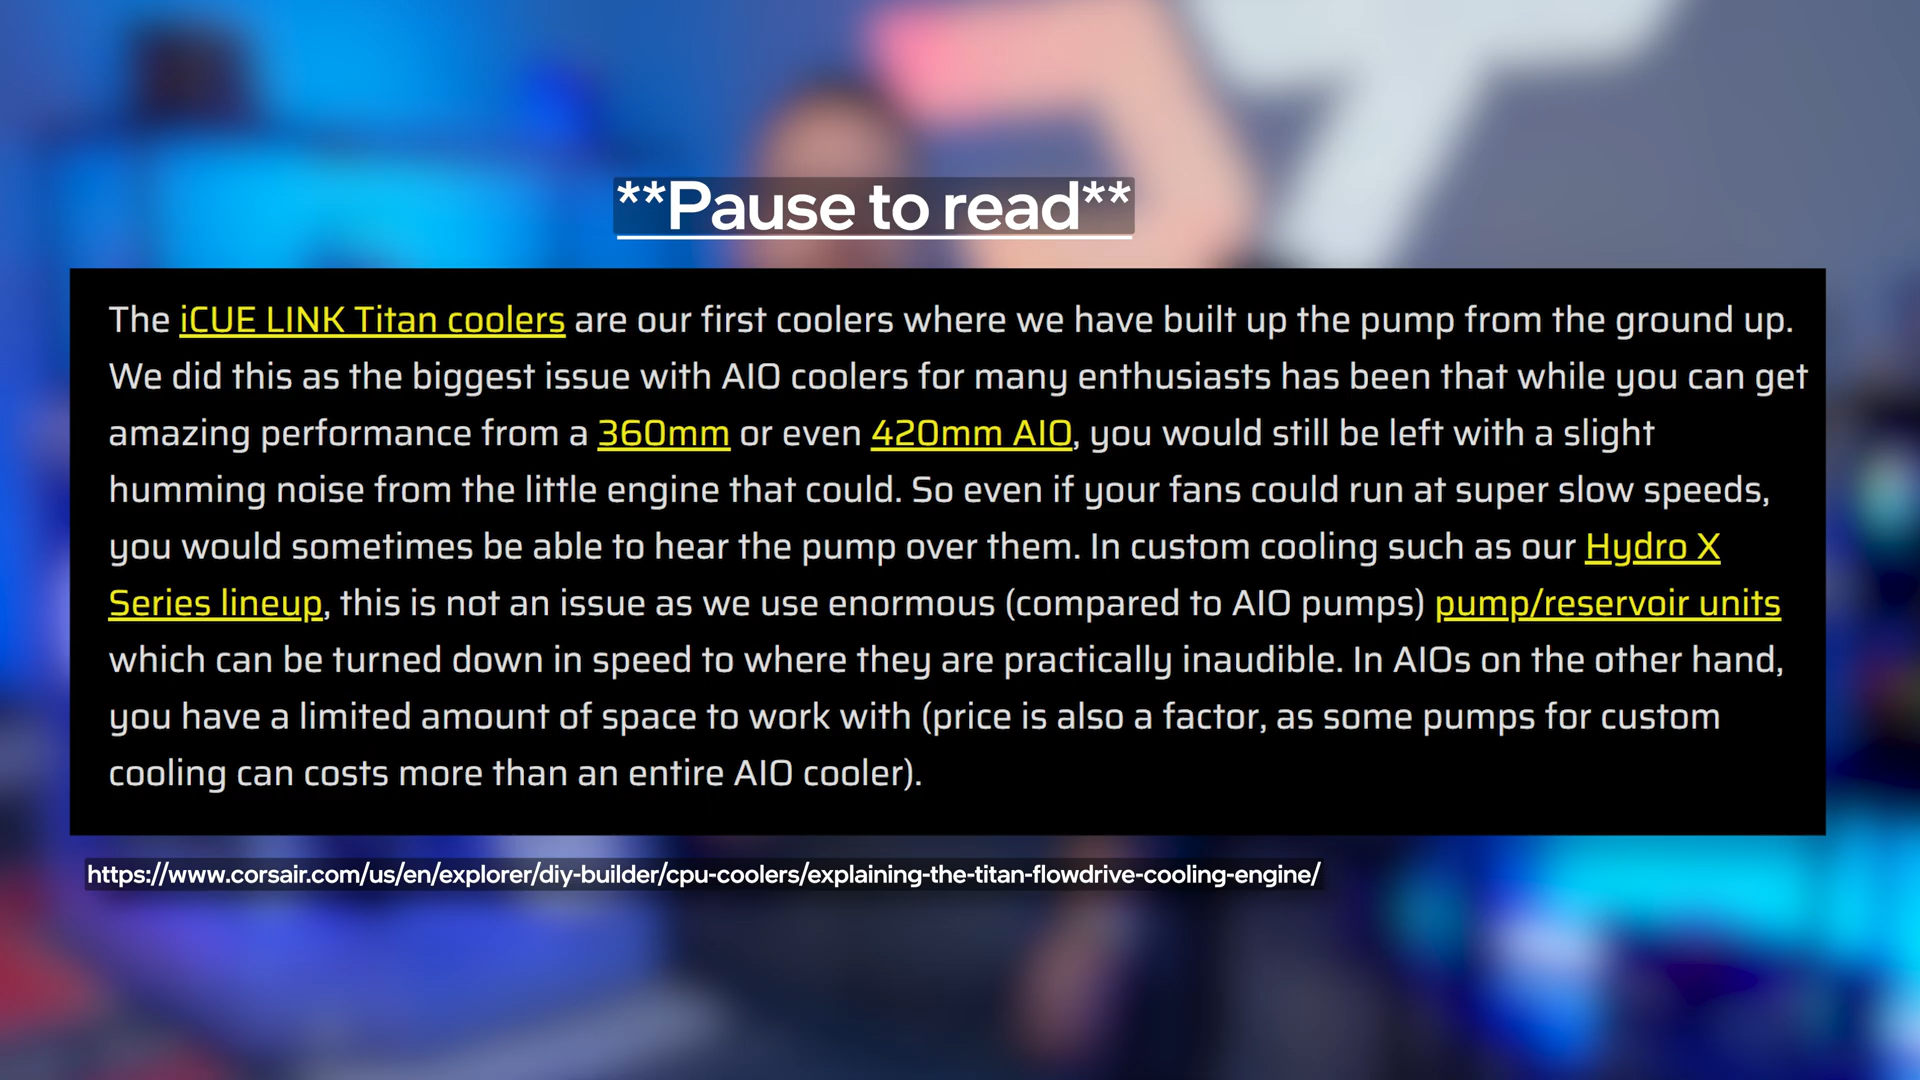 **Pause to read**
The iCUE LINK Titan coolers are our first coolers where we have built up the pump from the ground up.
We did this as the biggest issue with AIO coolers for many enthusiasts has been that while you can get
amazing performance from a 360mm or even 420mm AIO, you would still be left with a slight
humming noise from the little engine that could. So even if your fans could run at super slow speeds,
you would sometimes be able to hear the pump over them. In custom cooling such as our Hydro X
Series lineup, this is not an issue as we use enormous (compared to AIO pumps) pump/reservoir units
which can be turned down in speed to where they are practically inaudible. In AIOs on the other hand,
you have a limited amount of space to work with (price is also a factor, as some pumps for custom
cooling can costs more than an entire AIO cooler).
https://www.corsair.com/us/en/explorer/diy-builder/cpu-coolers/explaining-the-titan-flowdrive-cooling-engine/